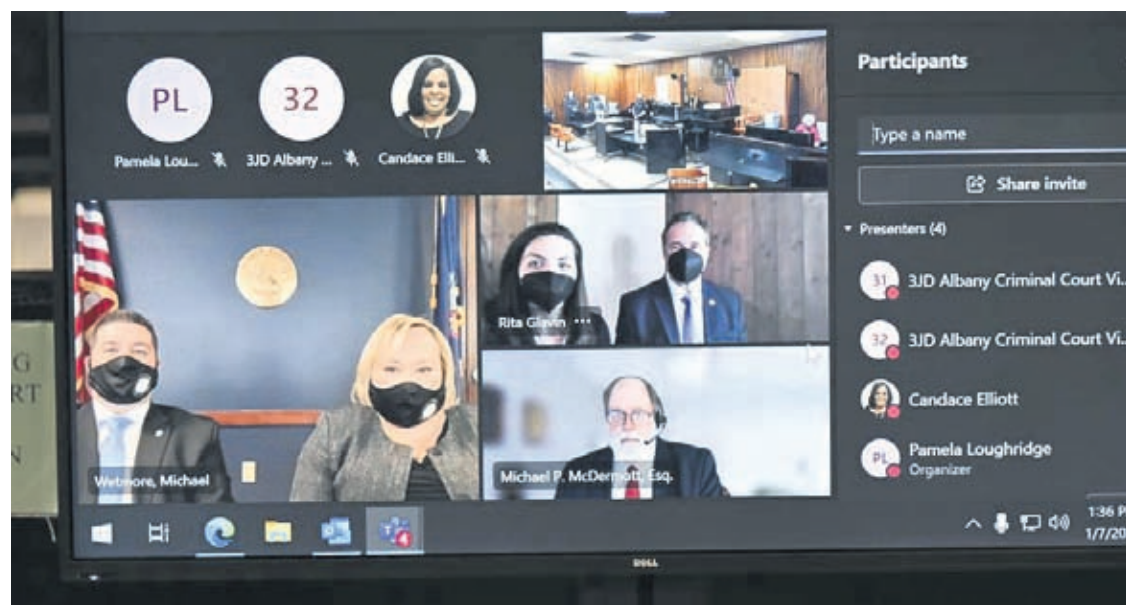 PL
32
Pamela Lou...
3JD Albany ...
Candace Elli...
Participants
Type a name
Share invite
Presenters (4)
31
3JD Albany Criminal Court Vi...
32
3JD Albany Criminal Court Vi...
Candace Elliott
PL
Pamela Loughridge
Organizer
Rita Glavin ...
Wetmore, Michael
Michael P. McDermott, Esq.
G
RT
N
4
1:36 P
1/7/20
DELL